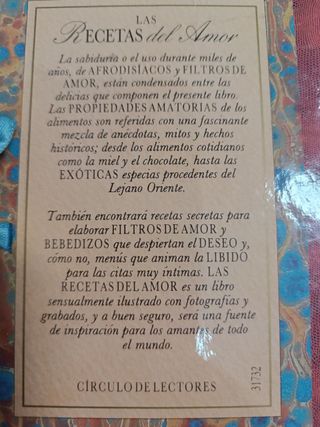 LAS
RECETAS del Amor
La sabiduría o el uso durante miles de
años, de AFRODISÍACOS y FILTROS DE
AMOR, están condensados entre las
delicias que componen el presente libro.
Las PROPIEDADES AMATORIAS de los
alimentos son referidas con una fascinante
mezcla de anécdotas, mitos y hechos
históricos; desde los alimentos cotidianos
como la miel y el chocolate, hasta las
EXÓTICAS especias procedentes del
Lejano Oriente.
También encontrará recetas secretas para
elaborar FILTROS DE AMOR y
BEBEDIZOS que despiertan el DESEO y,
cómo no, menús que animan la LIBIDO
para las citas muy íntimas. LAS
RECETAS DEL AMOR es un libro
sensualmente ilustrado con fotografías y
grabados, y a buen seguro, será una fuente
de inspiración para los amantes de todo
el mundo.
CÍRCULO DE LECTORES
31732